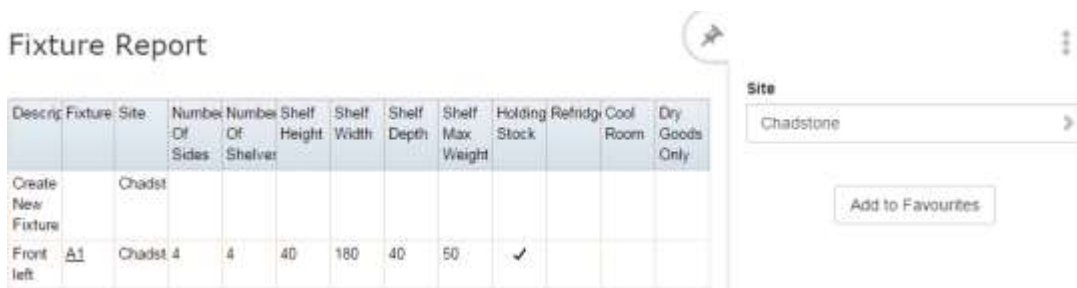 Fixture Report
Site
Chadstone
Add to Favourites
Descrip Fixture Site Number Of Sides Number Of Shelves Shelf Height Shelf Width Shelf Depth Shelf Max Weight Holding Stock Refridge Cool Room Dry Goods Only
Create New Fixture Chadst
Front left A1 Chadst 4 4 40 180 40 50 ✓